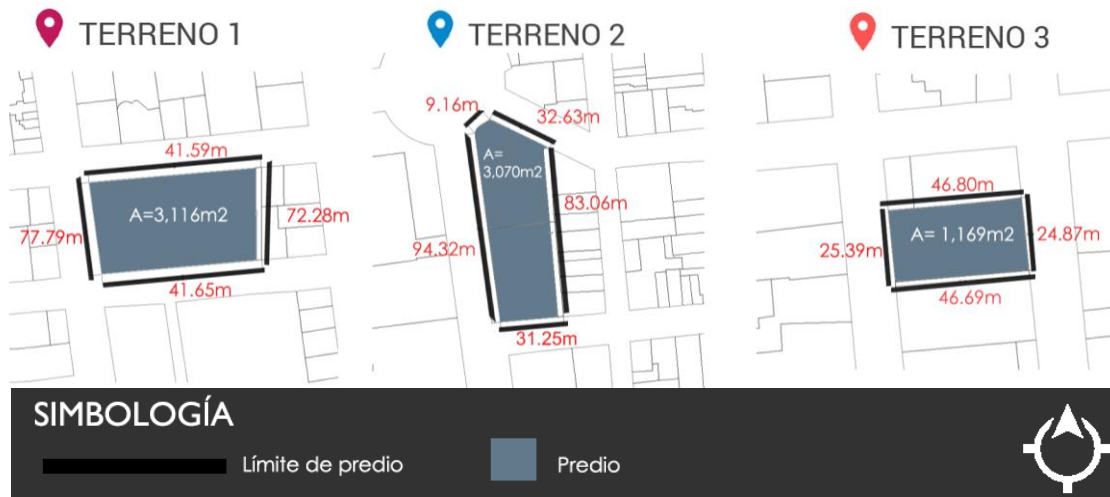 TERRENO 1
41.59m
A=3,116m2
77.79m
72.28m
41.65m
TERRENO 2
9.16m
32.63m
A=
3,070m2
83.06m
94.32m
31.25m
TERRENO 3
46.80m
A= 1,169m2
25.39m
24.87m
46.69m
SIMBOLOGÍA
Límite de predio
Predio